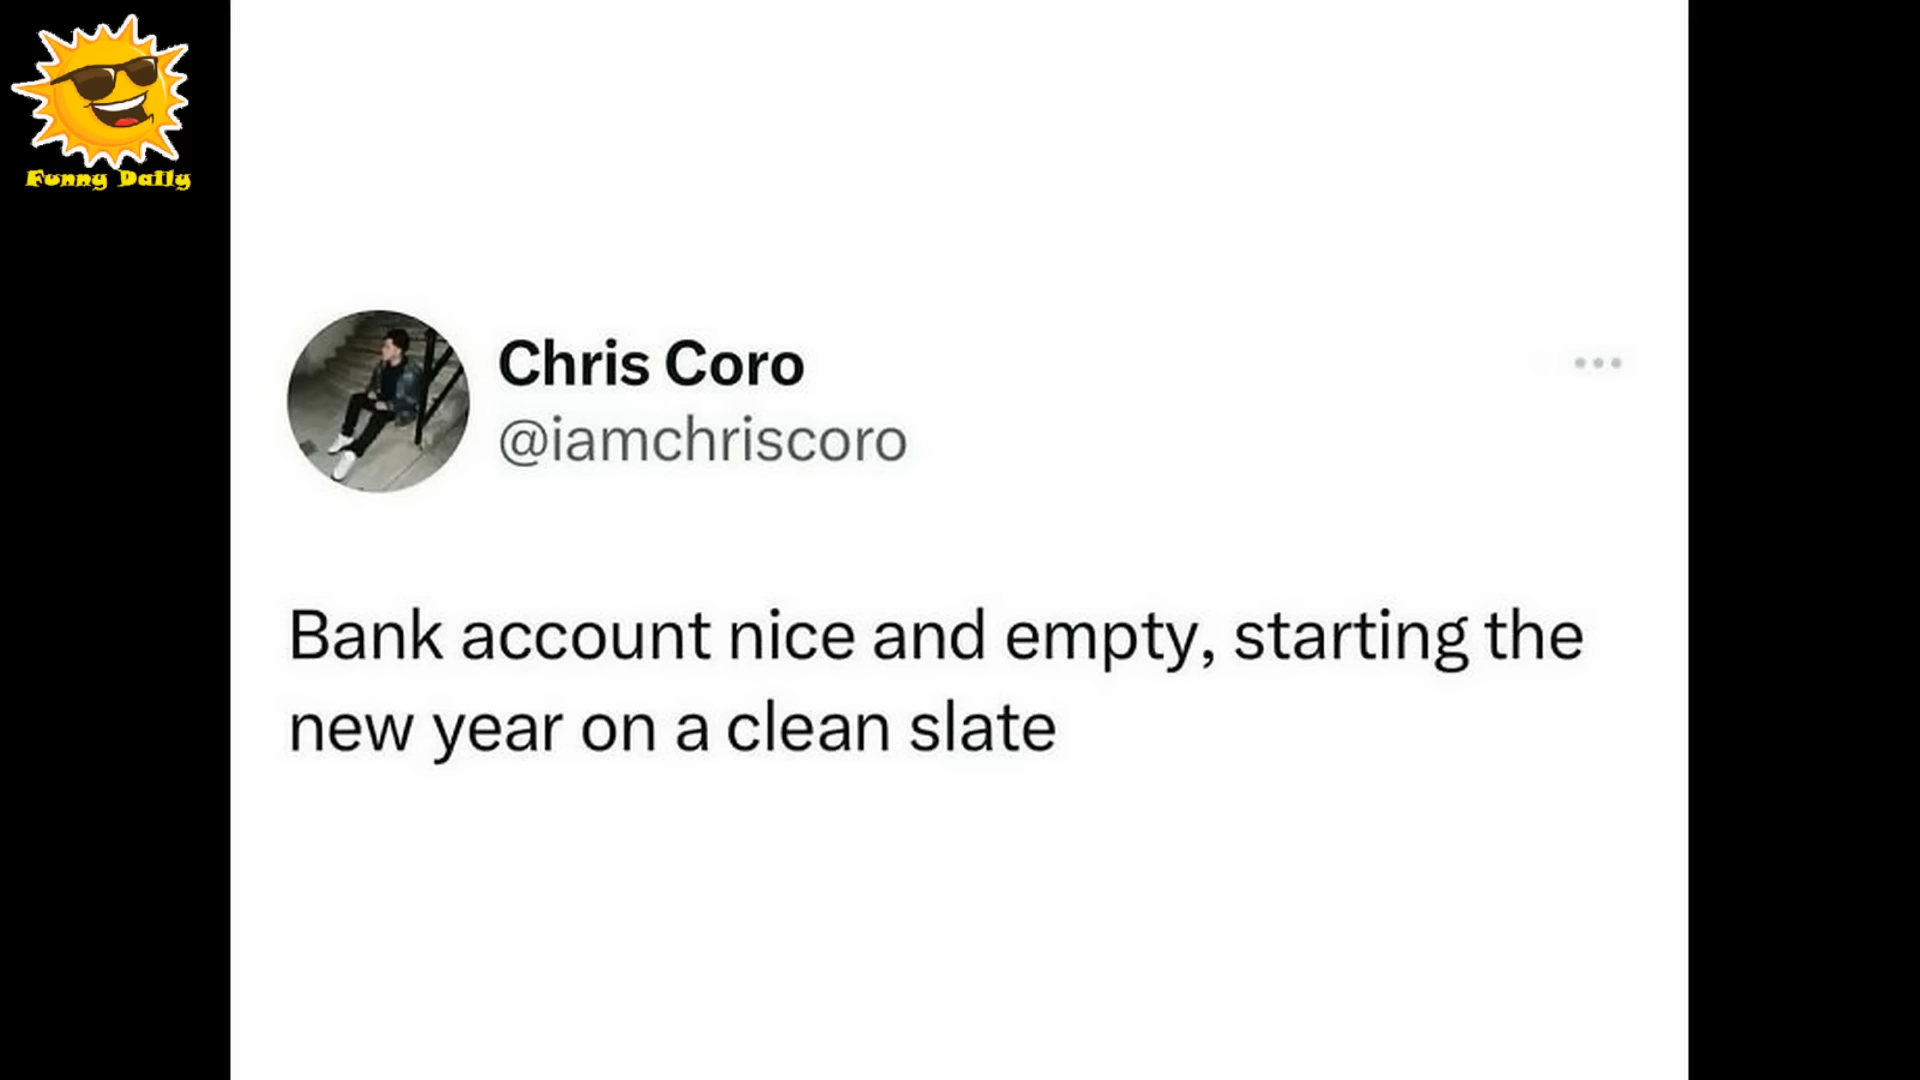 Funny Daily
Chris Coro
@iamchriscoro
Bank account nice and empty, starting the
new year on a clean slate